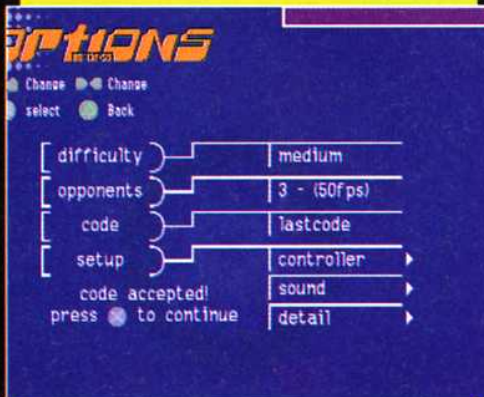 OPTIONS
Change Change
select Back
difficulty medium
opponents 3 - (50fps)
code lastcode
setup controller
code accepted! sound
press to continue detail